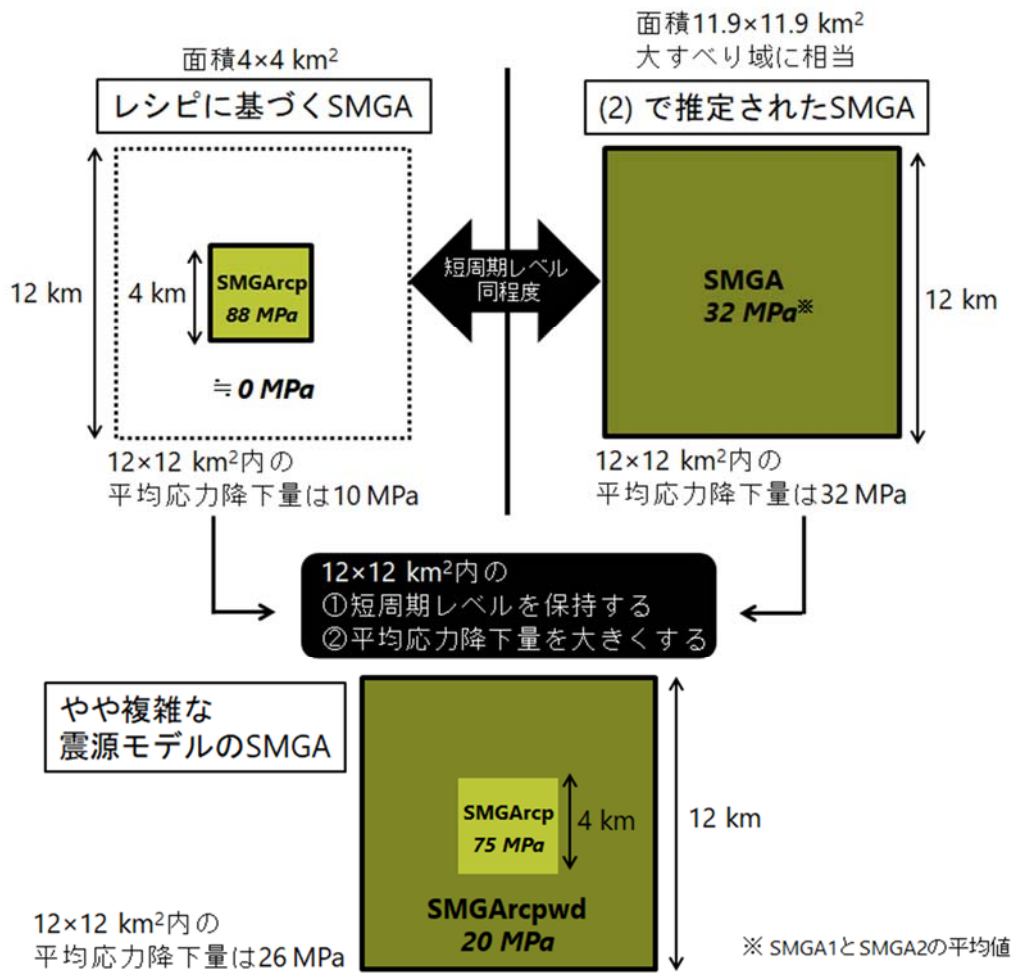 面積4×4 km²
レシピに基づくSMGA
12 km
4 km
SMGArcp
88 MPa
≒ 0 MPa
12×12 km²内の
平均応力降下量は10 MPa
短周期レベル
同程度
面積11.9×11.9 km²
大すべり域に相当
(2) で推定されたSMGA
SMGA
32 MPa※
12 km
12×12 km²内の
平均応力降下量は32 MPa
12×12 km²内の
①短周期レベルを保持する
②平均応力降下量を大きくする
やや複雑な
震源モデルのSMGA
SMGArcp
75 MPa
4 km
12 km
SMGArcpwd
20 MPa
12×12 km²内の
平均応力降下量は26 MPa
※ SMGA1とSMGA2の平均値